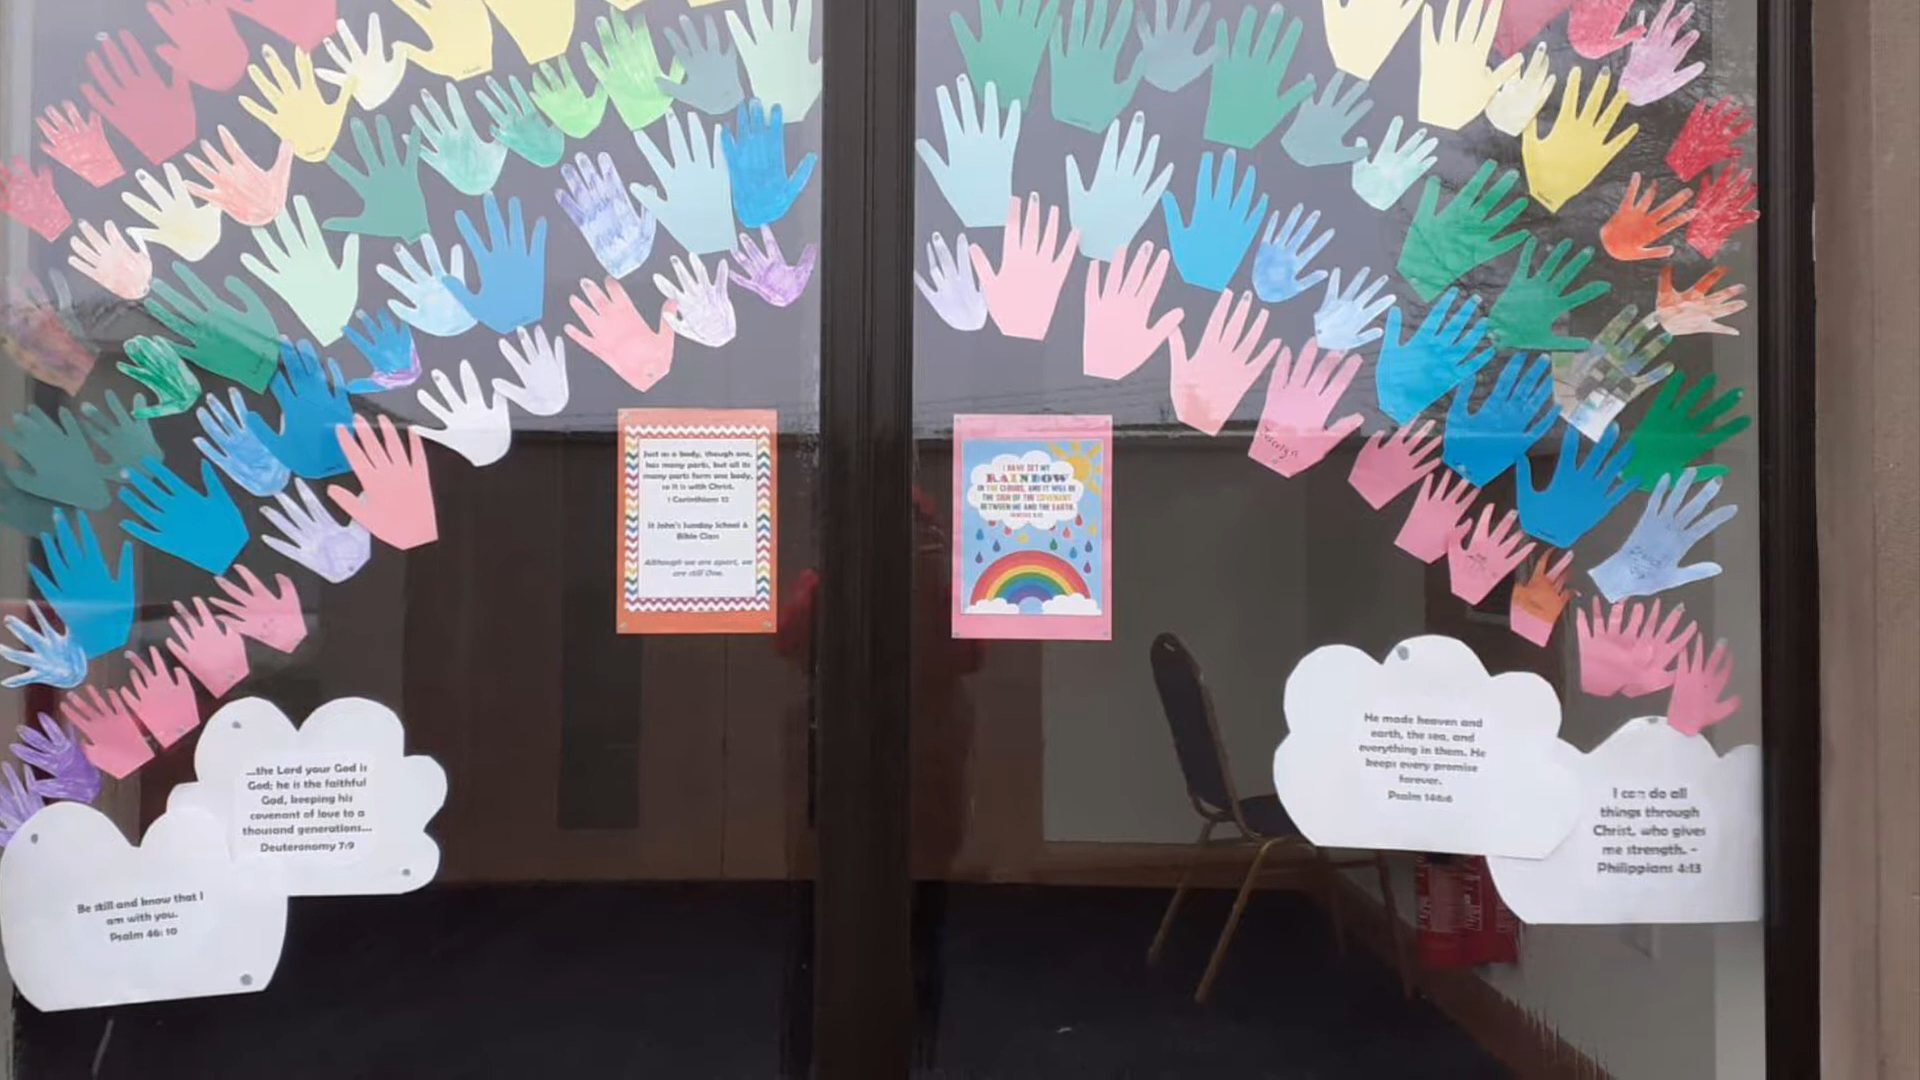 Just as a body, though one,
has many parts, but all its
many parts form one body,
so it is with Christ.
1 Corinthians 12
St John's Sunday School &
Bible Class
Although we are apart, we
are still One.
I HAVE SET MY
RAINBOW
IN THE CLOUDS, AND IT WILL BE
THE SIGN OF THE COVENANT
BETWEEN ME AND THE EARTH.
...the Lord your God is
God; he is the faithful
God, keeping his
covenant of love to a
thousand generations...
Deuteronomy 7:9
Be still and know that I
am with you.
Psalm 46: 10
He made heaven and
earth, the sea, and
everything in them. He
keeps every promise
forever.
Psalm 146:6
I can do all
things through
Christ, who gives
me strength. -
Philippians 4:13